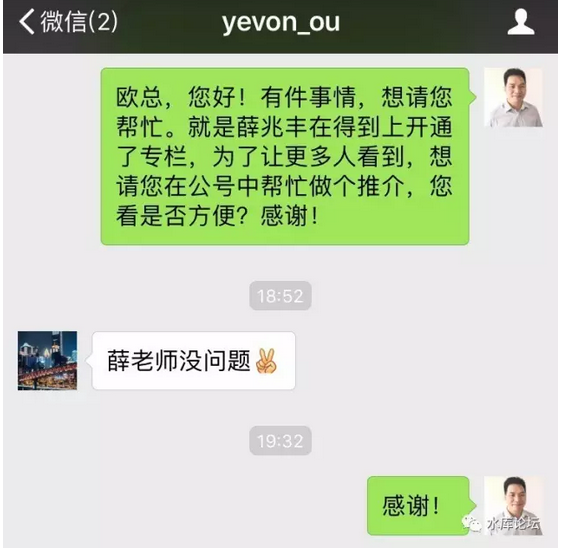 微信(2)
yevon_ou
欧总，您好！有件事情，想请您
帮忙。就是薛兆丰在得到上开通
了专栏，为了让更多人看到，想
请您在公号中帮忙做个推介，您
看是否方便？感谢！
18:52
薛老师没问题✌
19:32
感谢！
水库论坛